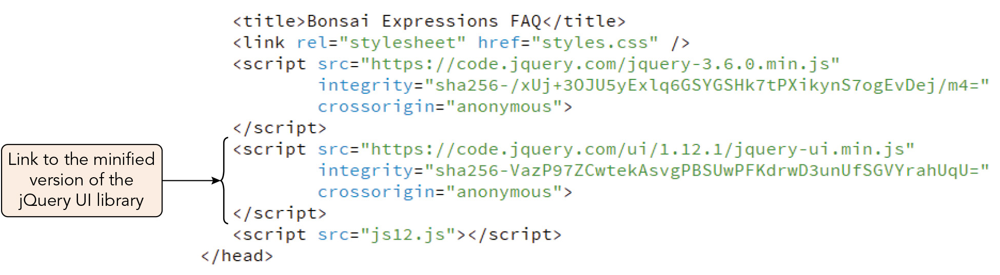 <title>Bonsai Expressions FAQ</title>
<link rel="stylesheet" href="styles.css" />
<script src="https://code.jquery.com/jquery-3.6.0.min.js"
integrity="sha256-/xUj+3OJU5yExlq6GSYGSHk7tPXikynS7ogEvDej/m4="
crossorigin="anonymous">
</script>
Link to the minified
version of the
jQuery UI library
<script src="https://code.jquery.com/ui/1.12.1/jquery-ui.min.js"
integrity="sha256-VazP97ZCwtekAsvgPBSUwPFKdrwD3unUfSGVYrahUqU="
crossorigin="anonymous">
</script>
<script src="js12.js"></script>
</head>